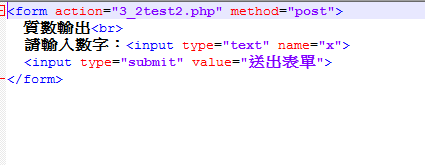 <form action="3_2test2.php" method="post">
質數輸出<br>
請輸入數字：<input type="text" name="x">
<input type="submit" value="送出表單">
</form>